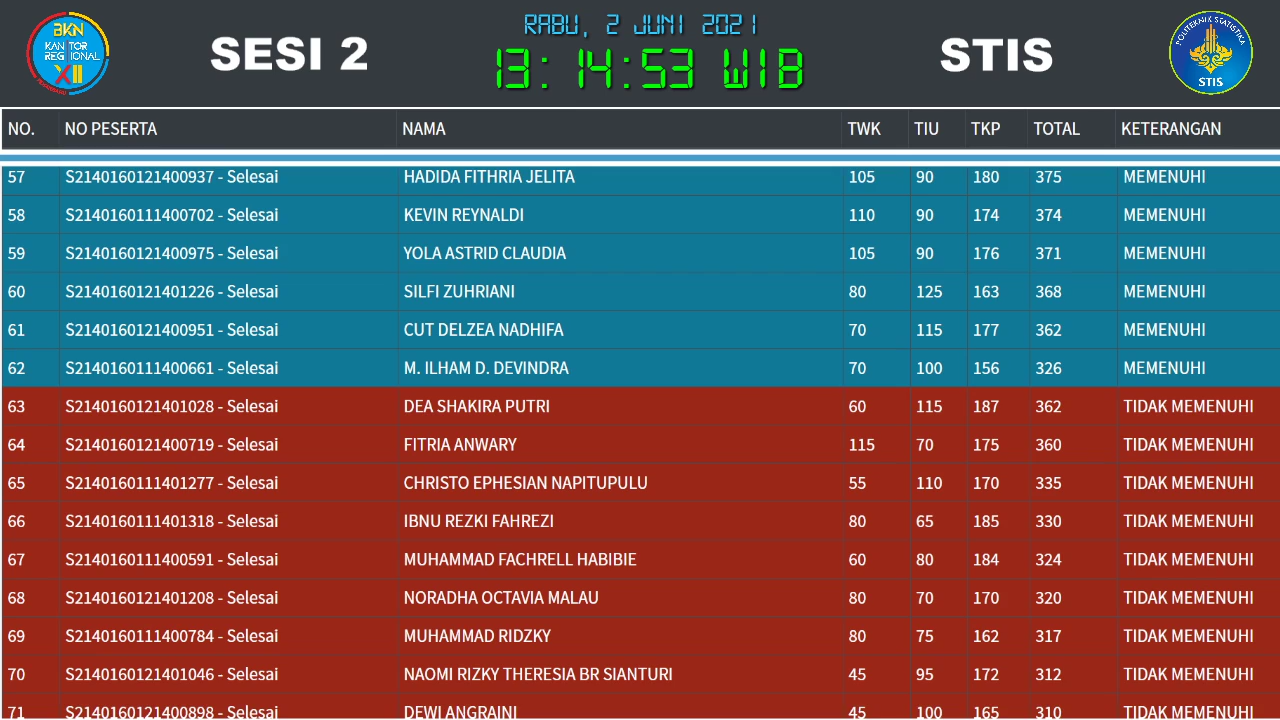 BKN
KANTOR
REGIONAL
XII
PEKANBARU
SESI 2
RABU, 2 JUNI 2021
13:14:53 WIB
STIS
POLITEKNIK STATISTIKA
STIS
NO. NO PESERTA NAMA TWK TIU TKP TOTAL KETERANGAN
57 S2140160121400937 - Selesai HADIDA FITHRIA JELITA 105 90 180 375 MEMENUHI
58 S2140160111400702 - Selesai KEVIN REYNALDI 110 90 174 374 MEMENUHI
59 S2140160121400975 - Selesai YOLA ASTRID CLAUDIA 105 90 176 371 MEMENUHI
60 S2140160121401226 - Selesai SILFI ZUHRIANI 80 125 163 368 MEMENUHI
61 S2140160121400951 - Selesai CUT DELZEA NADHIFA 70 115 177 362 MEMENUHI
62 S2140160111400661 - Selesai M. ILHAM D. DEVINDRA 70 100 156 326 MEMENUHI
63 S2140160121401028 - Selesai DEA SHAKIRA PUTRI 60 115 187 362 TIDAK MEMENUHI
64 S2140160121400719 - Selesai FITRIA ANWARY 115 70 175 360 TIDAK MEMENUHI
65 S2140160111401277 - Selesai CHRISTO EPHESIAN NAPITUPULU 55 110 170 335 TIDAK MEMENUHI
66 S2140160111401318 - Selesai IBNU REZKI FAHREZI 80 65 185 330 TIDAK MEMENUHI
67 S2140160111400591 - Selesai MUHAMMAD FACHRELL HABIBIE 60 80 184 324 TIDAK MEMENUHI
68 S2140160121401208 - Selesai NORADHA OCTAVIA MALAU 80 70 170 320 TIDAK MEMENUHI
69 S2140160111400784 - Selesai MUHAMMAD RIDZKY 80 75 162 317 TIDAK MEMENUHI
70 S2140160121401046 - Selesai NAOMI RIZKY THERESIA BR SIANTURI 45 95 172 312 TIDAK MEMENUHI
71 S2140160121400898 - Selesai DEWI ANGRAINI 45 100 165 310 TIDAK MEMENUHI